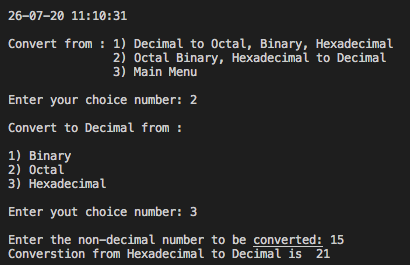 26-07-20 11:10:31
Convert from : 1) Decimal to Octal, Binary, Hexadecimal
2) Octal Binary, Hexadecimal to Decimal
3) Main Menu
Enter your choice number: 2
Convert to Decimal from :
1) Binary
2) Octal
3) Hexadecimal
Enter yout choice number: 3
Enter the non-decimal number to be converted: 15
Converstion from Hexadecimal to Decimal is  21